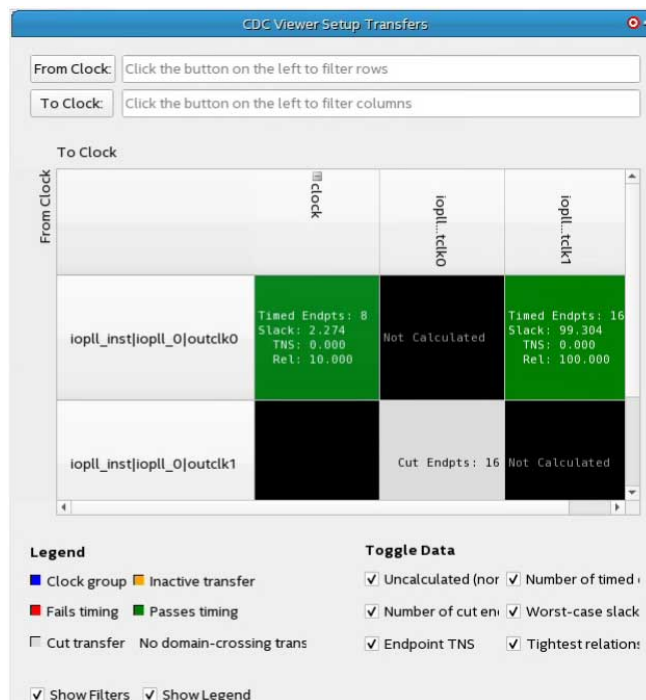 CDC Viewer Setup Transfers
From Clock: Click the button on the left to filter rows
To Clock: Click the button on the left to filter columns
To Clock
From Clock
clock
iopll...tclk0
iopll...tclk1
iopll_inst|iopll_0|outclk0
Timed Endpts: 8
Slack: 2.274
TNS: 0.000
Rel: 10.000
Not Calculated
Timed Endpts: 16
Slack: 99.304
TNS: 0.000
Rel: 100.000
iopll_inst|iopll_0|outclk1
Cut Endpts: 16
Not Calculated
Legend
Clock group Inactive transfer
Fails timing Passes timing
Cut transfer No domain-crossing trans
Toggle Data
Uncalculated (nor Number of timed
Number of cut en Worst-case slack
Endpoint TNS Tightest relations
Show Filters Show Legend